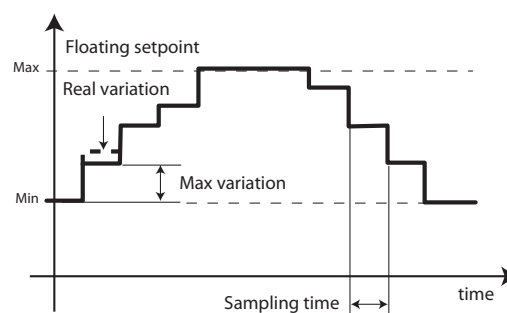 Floating setpoint
Max
Real variation
Max variation
Min
time
Sampling time